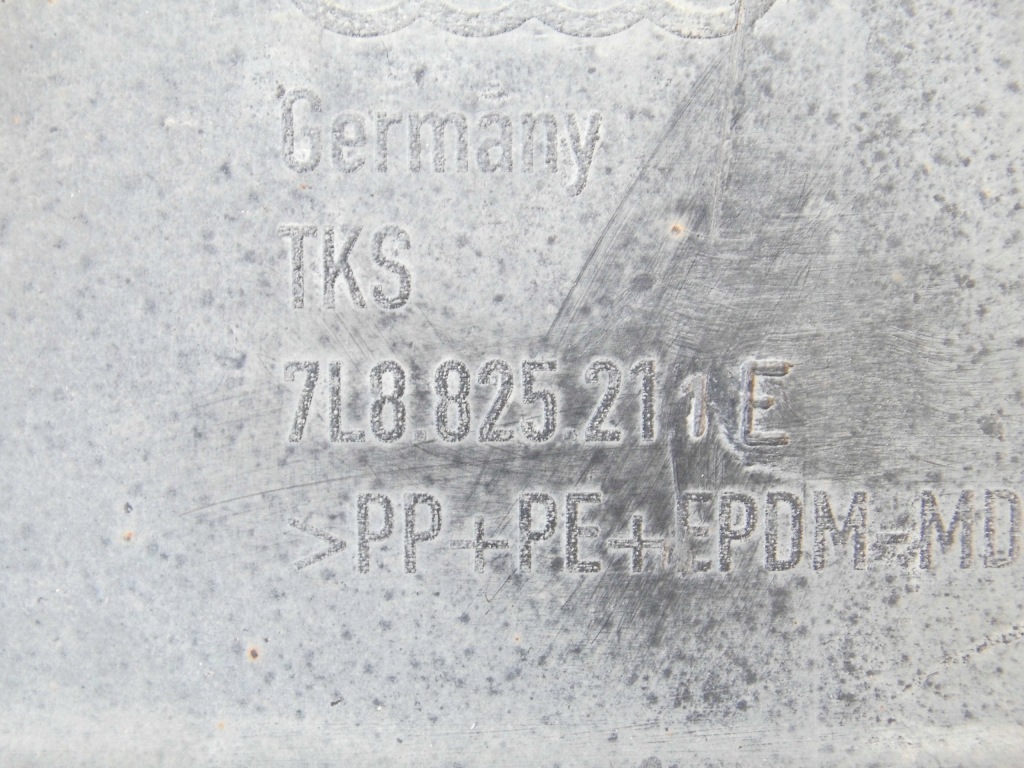 Germany
TKS
7L8.825.211 E
>PP+PE+EPDM-MD